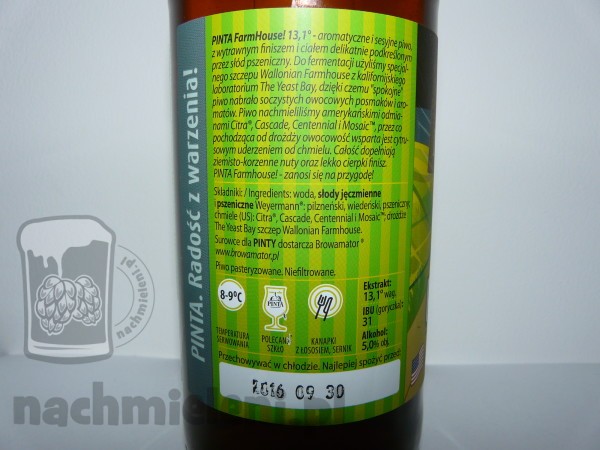 PINTA. Radość z warzenia!
PINTA FarmHouse! 13,1° - aromatyczne i sesyjne piwo,
z wytrawnym finiszem i ciałem delikatnie podkreślonym
przez słód pszeniczny. Do fermentacji użyliśmy specjal-
nego szczepu Wallonian Farmhouse z kalifornijskiego
laboratorium The Yeast Bay, dzięki czemu "spokojne"
piwo nabrało soczystych owocowych posmaków i aro-
matów. Piwo nachmieliliśmy amerykańskimi odmia-
nami Citra®, Cascade, Centennial i Mosaic™, przez co
pochodząca od drożdży owocowość wsparta jest cytru-
sowym uderzeniem od chmielu. Całość dopełniają
ziemisto-korzenne nuty oraz lekko cierpki finisz.
PINTA Farmhouse! - zanosi się na przygodę!
Składniki: / Ingredients: woda, słody jęczmienne
i pszeniczne Weyermann®: pilzneński, wiedeński, pszeniczny
chmiele (US): Citra®, Cascade, Centennial i Mosaic™; drożdże
The Yeast Bay szczep Wallonian Farmhouse.
Surowce dla PINTY dostarcza Browamator®
www.browamator.pl
Piwo pasteryzowane. Niefiltrowane.
8-9°C
TEMPERATURA
SERWOWANIA
PINTA
POLECANE
SZKŁO
KANAPKI
Z ŁOSOSIEM, SERNIK
Ekstrakt:
13,1° wag.
IBU (goryczka):
31
Alkohol:
5,0% obj.
Przechowywać w chłodzie. Najlepiej spożyć przed:
2016 09 30
nachmieleni.pl
nachmieleni.pl